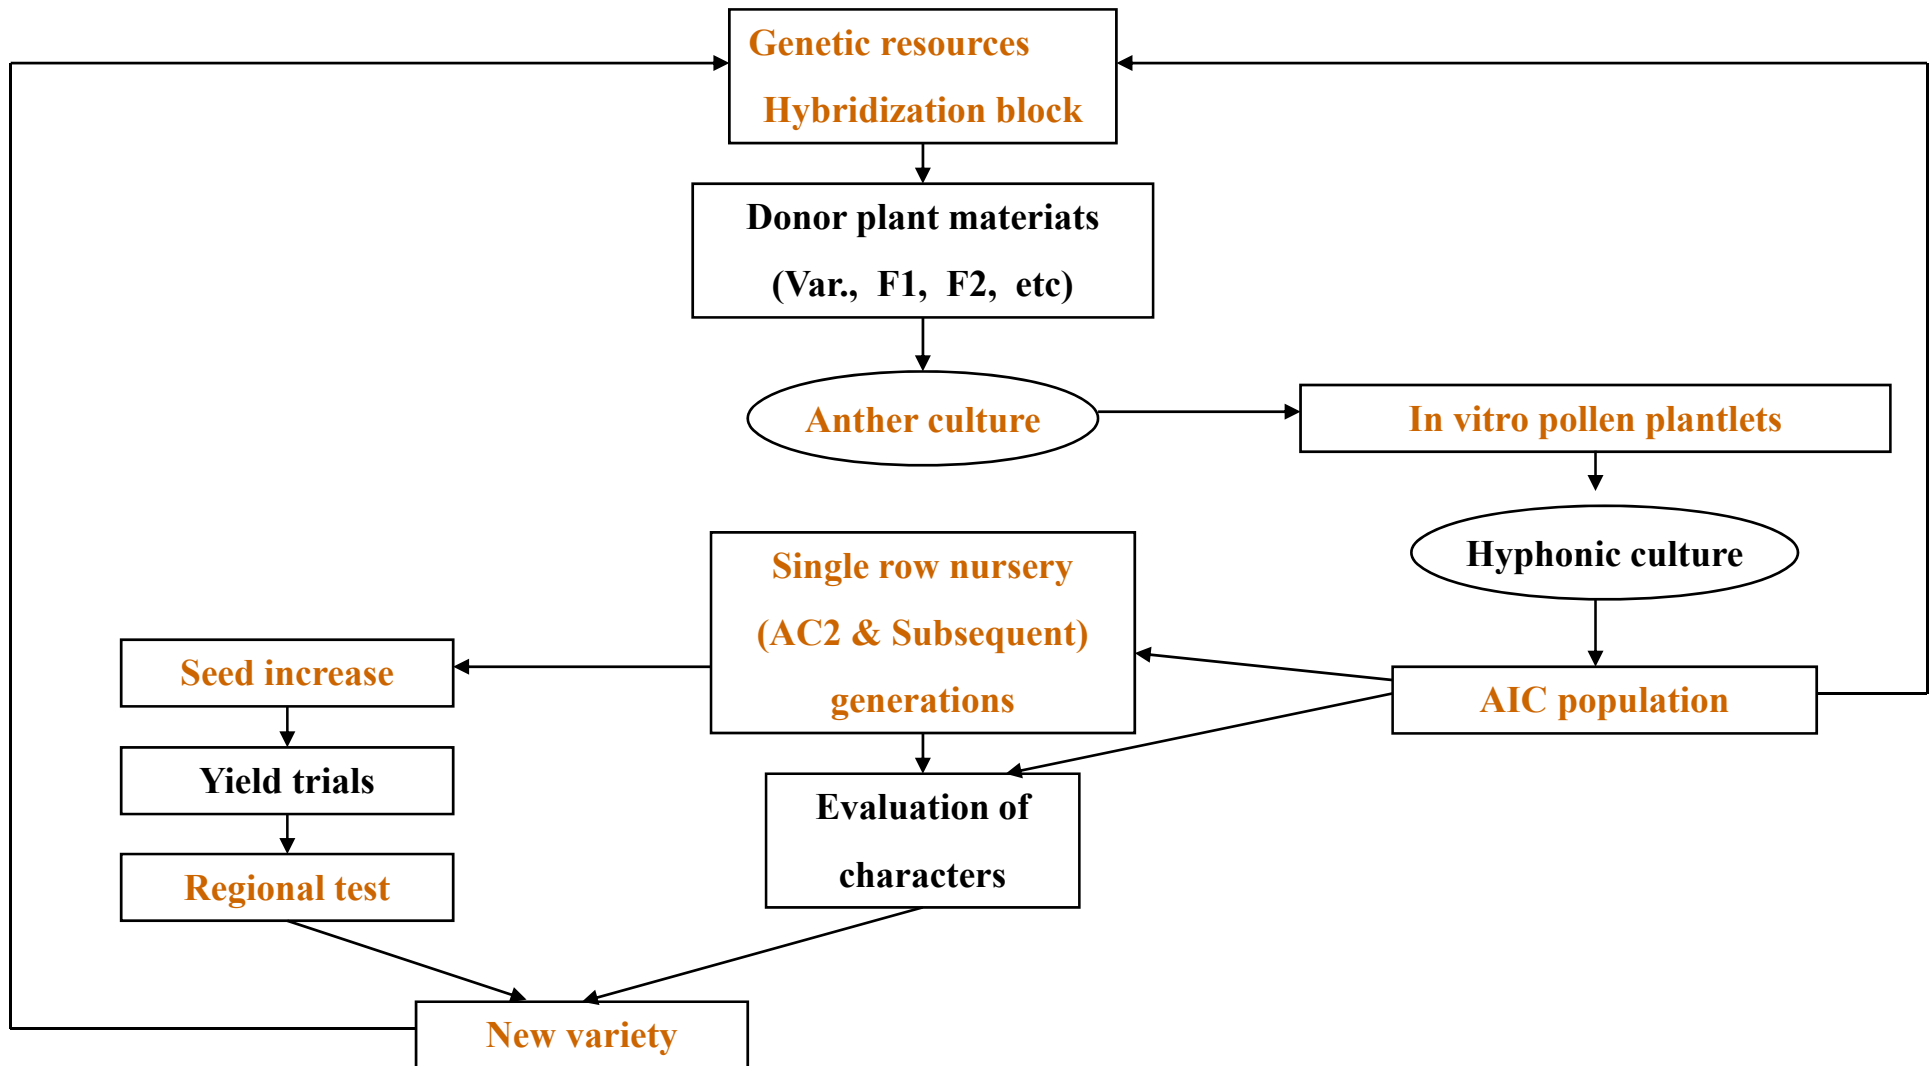 Genetic resources
Hybridization block
Donor plant materiats
(Var., F1, F2, etc)
Anther culture
In vitro pollen plantlets
Hyphonic culture
Single row nursery
(AC2 & Subsequent)
generations
Seed increase
AIC population
Yield trials
Evaluation of
characters
Regional test
New variety